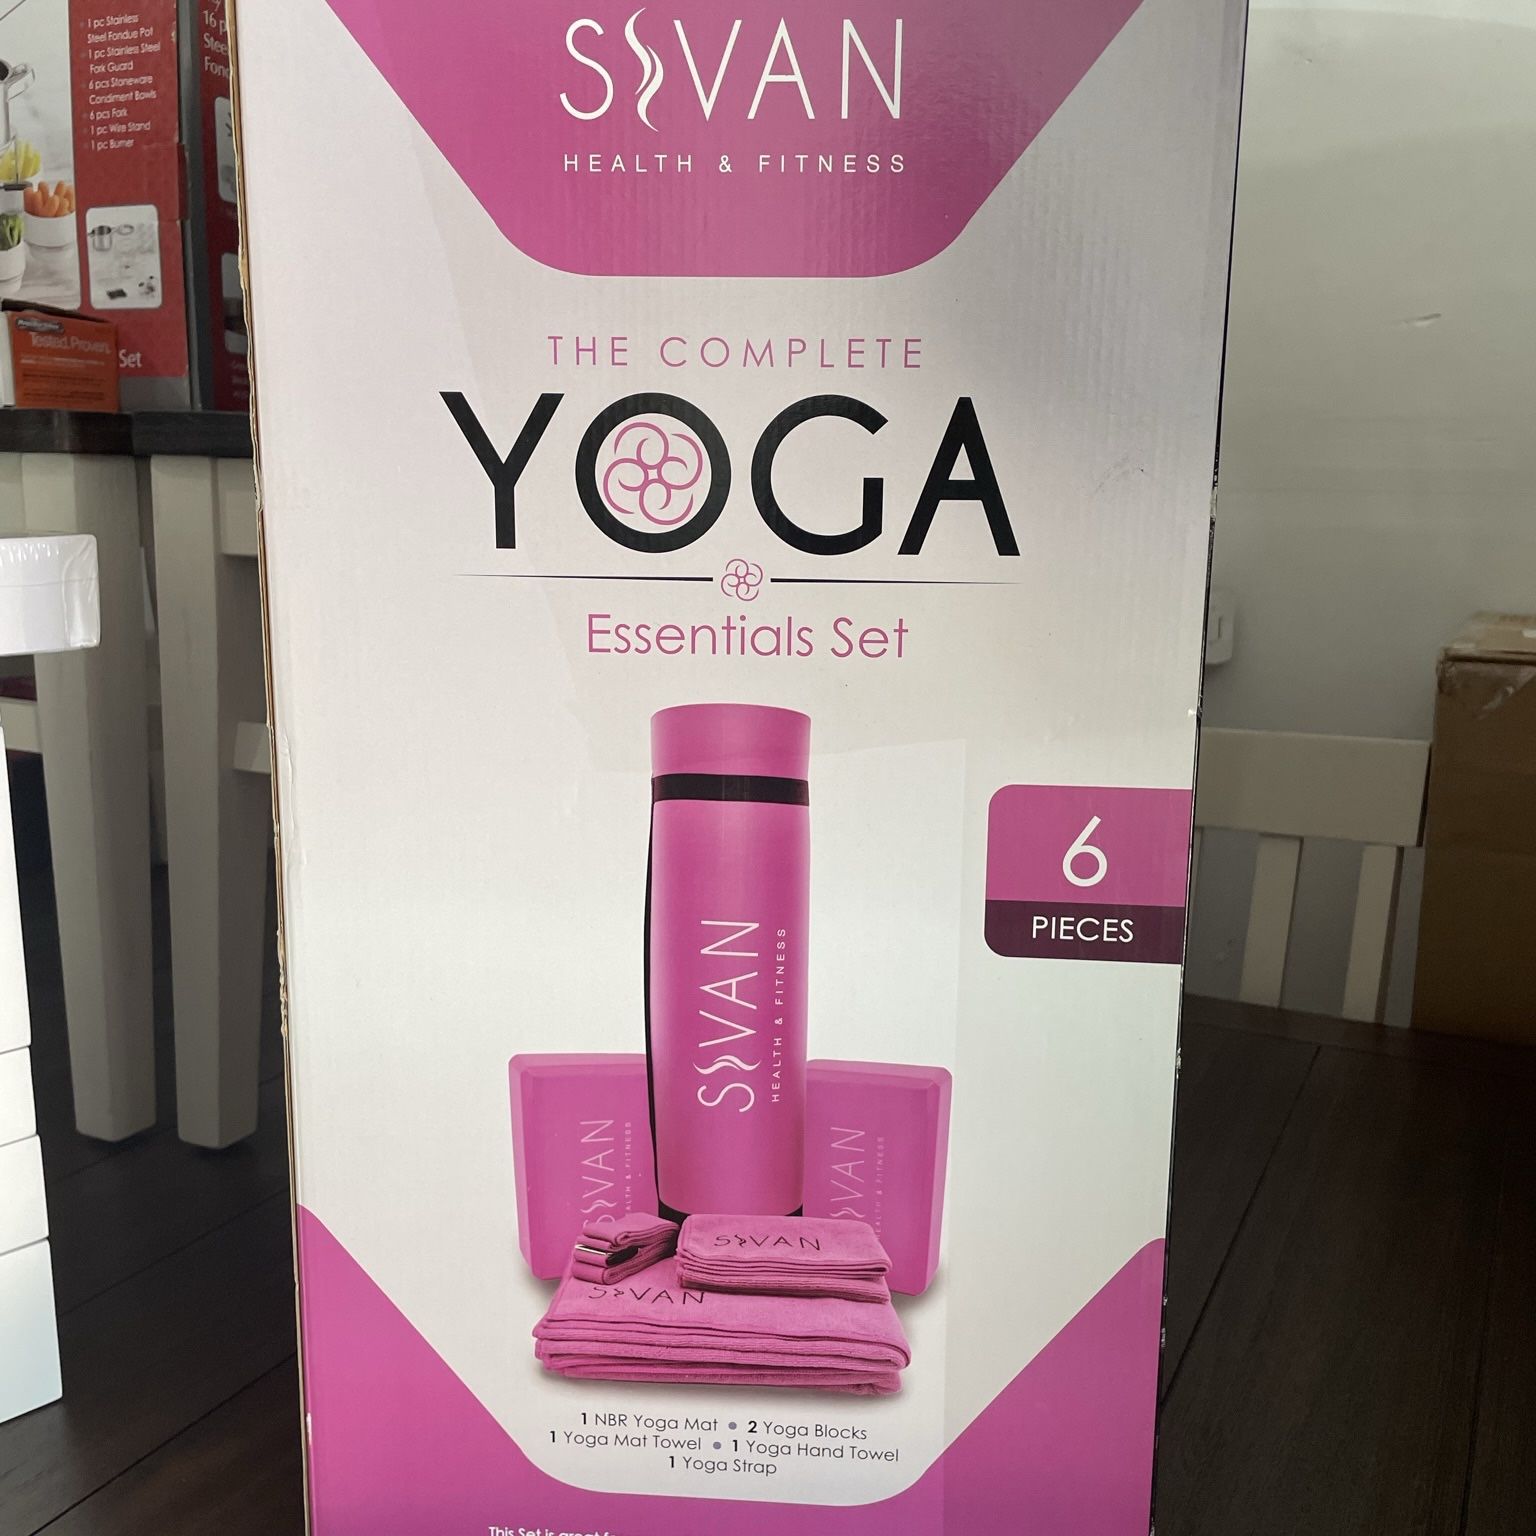 SIVAN
HEALTH & FITNESS
THE COMPLETE
YOGA
Essentials Set
6
PIECES
SIVAN
HEALTH & FITNESS
SIVAN
HEALTH & FITNESS
SIVAN
HEALTH & FITNESS
SIVAN
SIVAN
1 NBR Yoga Mat • 2 Yoga Blocks
1 Yoga Mat Towel • 1 Yoga Hand Towel
1 Yoga Strap
This Set is great
1 pc Stainless
Steel Fondue Pot
1 pc Stainless Steel
Fork Guard
6 pcs Stoneware
Condiment Bowls
6 pcs Fork
1 pc Wire Stand
1 pc Burner
16
Tested. Proven.
Set